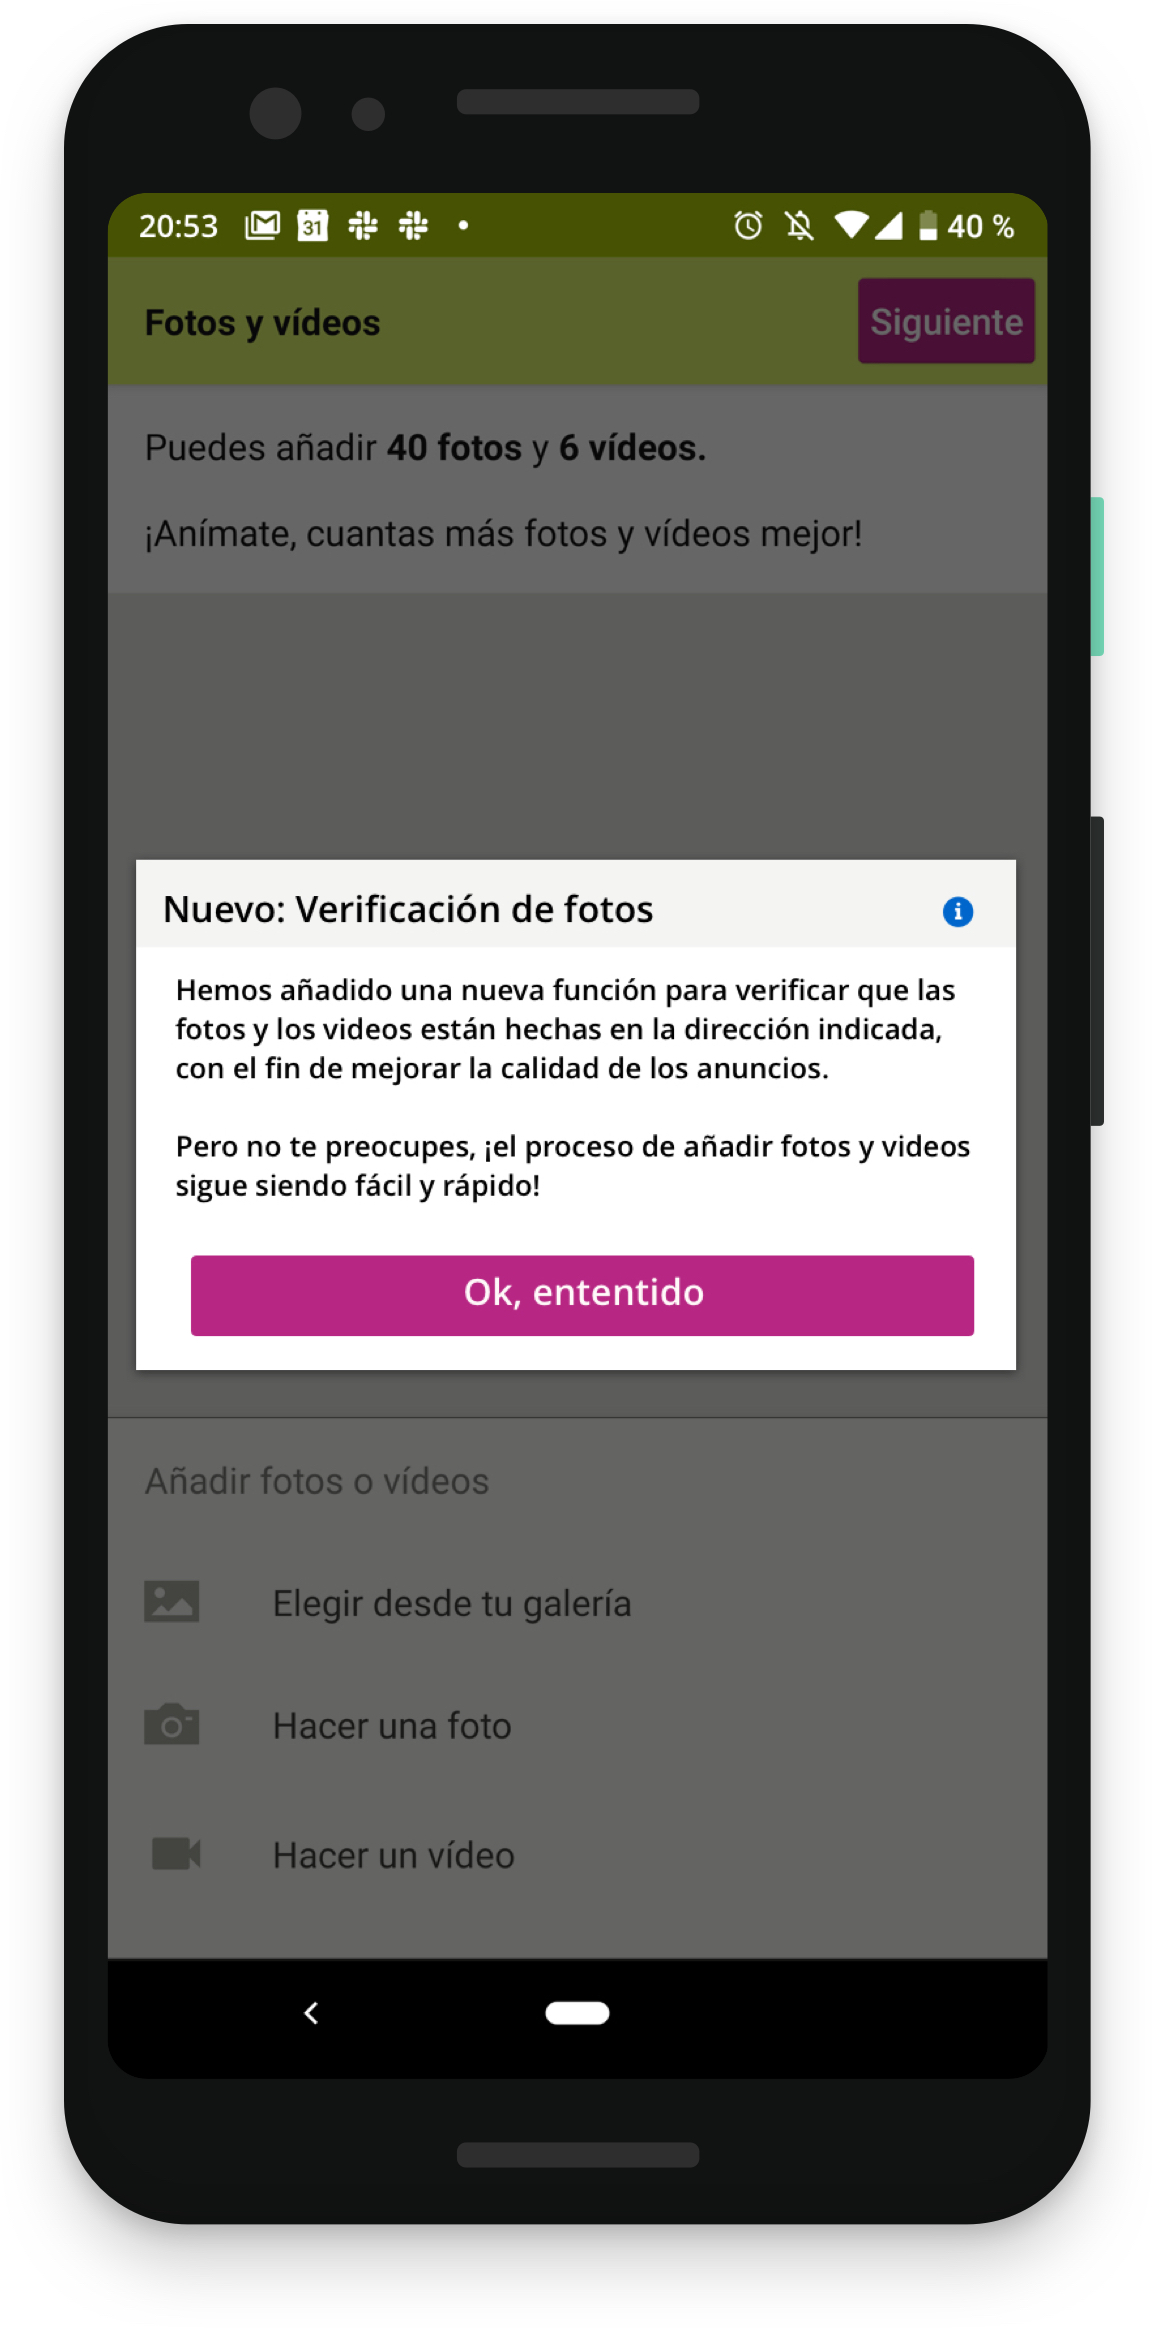 20:53
31
40 %
Fotos y vídeos
Siguiente
Puedes añadir 40 fotos y 6 vídeos.
¡Anímate, cuantas más fotos y vídeos mejor!
Nuevo: Verificación de fotos
Hemos añadido una nueva función para verificar que las
fotos y los videos están hechas en la dirección indicada,
con el fin de mejorar la calidad de los anuncios.
Pero no te preocupes, ¡el proceso de añadir fotos y videos
sigue siendo fácil y rápido!
Ok, ententido
Añadir fotos o vídeos
Elegir desde tu galería
Hacer una foto
Hacer un vídeo